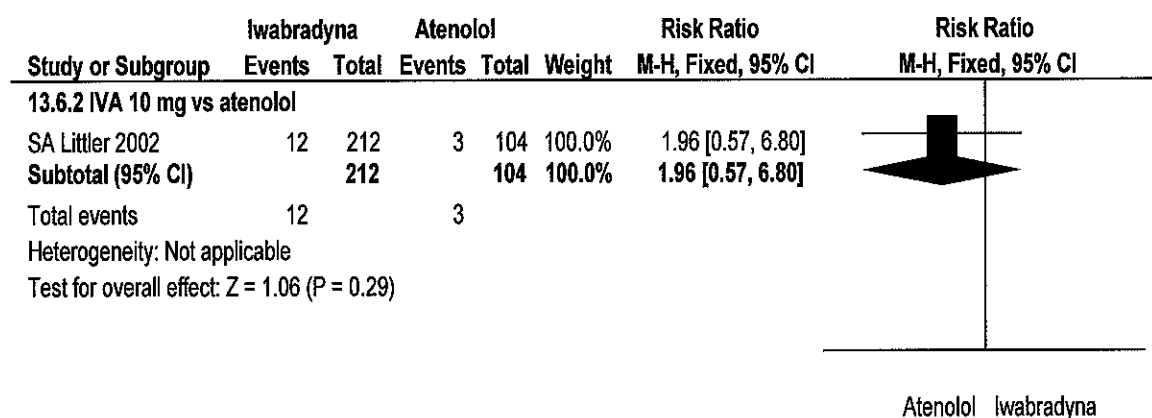 Iwabradyna Atenolol Risk Ratio Risk Ratio
Study or Subgroup Events Total Events Total Weight M-H, Fixed, 95% CI M-H, Fixed, 95% CI
13.6.2 IVA 10 mg vs atenolol
SA Littler 2002 12 212 3 104 100.0% 1.96 [0.57, 6.80]
Subtotal (95% CI) 212 104 100.0% 1.96 [0.57, 6.80]
Total events 12 3
Heterogeneity: Not applicable
Test for overall effect: Z = 1.06 (P = 0.29)
Atenolol Iwabradyna